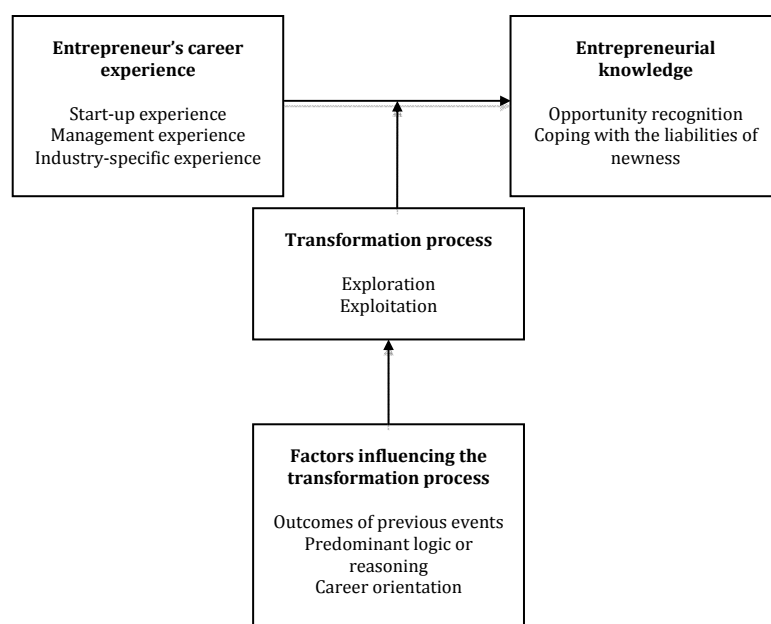 Entrepreneur’s career
experience
Start-up experience
Management experience
Industry-specific experience
Entrepreneurial
knowledge
Opportunity recognition
Coping with the liabilities of
newness
Transformation process
Exploration
Exploitation
Factors influencing the
transformation process
Outcomes of previous events
Predominant logic or
reasoning
Career orientation